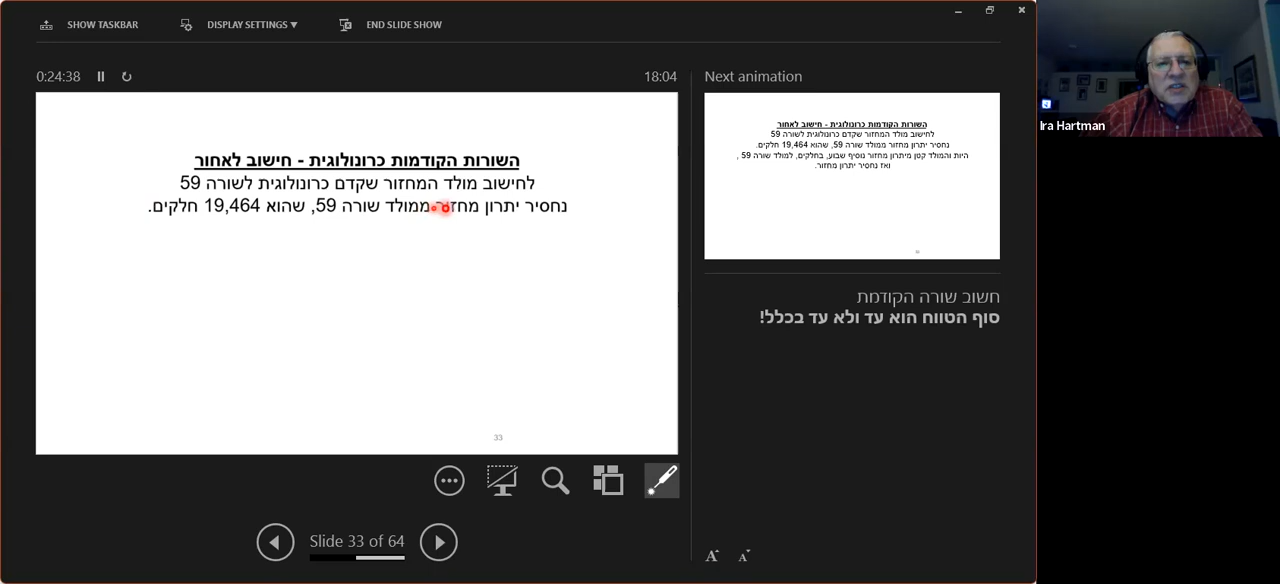 SHOW TASKBAR
DISPLAY SETTINGS ▼
END SLIDE SHOW
0:24:38
18:04
Next animation
השורות הקודמות כרונולוגית - חישוב לאחור
לחישוב מולד המחזור שקדם כרונולוגית לשורה 59
נחסיר יתרון מחזור ממולד שורה 59, שהוא 19,464 חלקים.
33
השורות הקודמות כרונולוגית - חישוב לאחור
לחישוב מולד המחזור שקדם כרונולוגית לשורה 59
נחסיר יתרון מחזור ממולד שורה 59, שהוא 19,464 חלקים.
היות והמולד קטן מיתרון מחזור נוסיף שבוע, בחלקים, למולד שורה 59 ,
ואז נחסיר יתרון מחזור.
חשוב שורה הקודמת
סוף הטווח הוא עד ולא עד בכלל!
Slide 33 of 64
A A
Ira Hartman